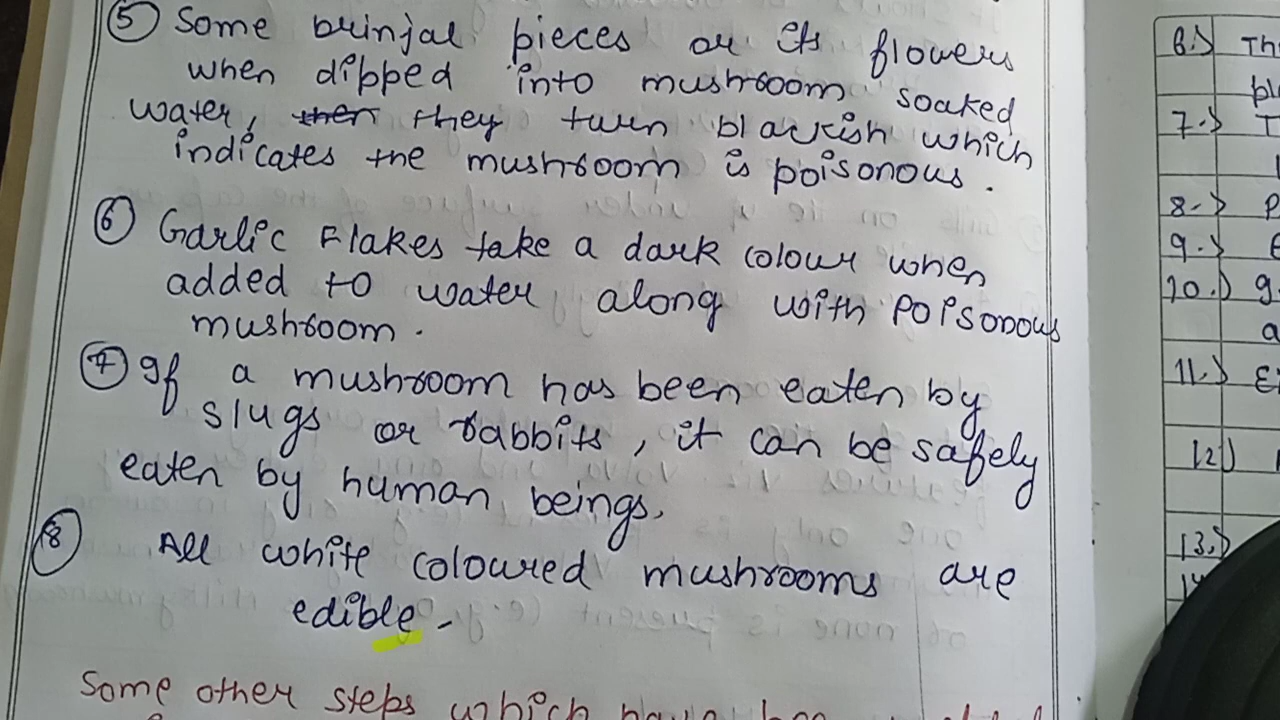 ⑤ Some brinjal pieces or its flowers
when dipped into mushroom soaked
water, then they turn blackish which
indicates the mushroom is poisonous.
⑥ Garlic Flakes take a dark colour when
added to water along with Poisonous
mushroom.
⑦ If a mushroom has been eaten by
slugs or rabbits, it can be safely
eaten by human beings.
⑧ All white coloured mushrooms are
edible-
Some other steps which
6.)
7.)
8.)
9.)
10.)
11.)
12)
13.)